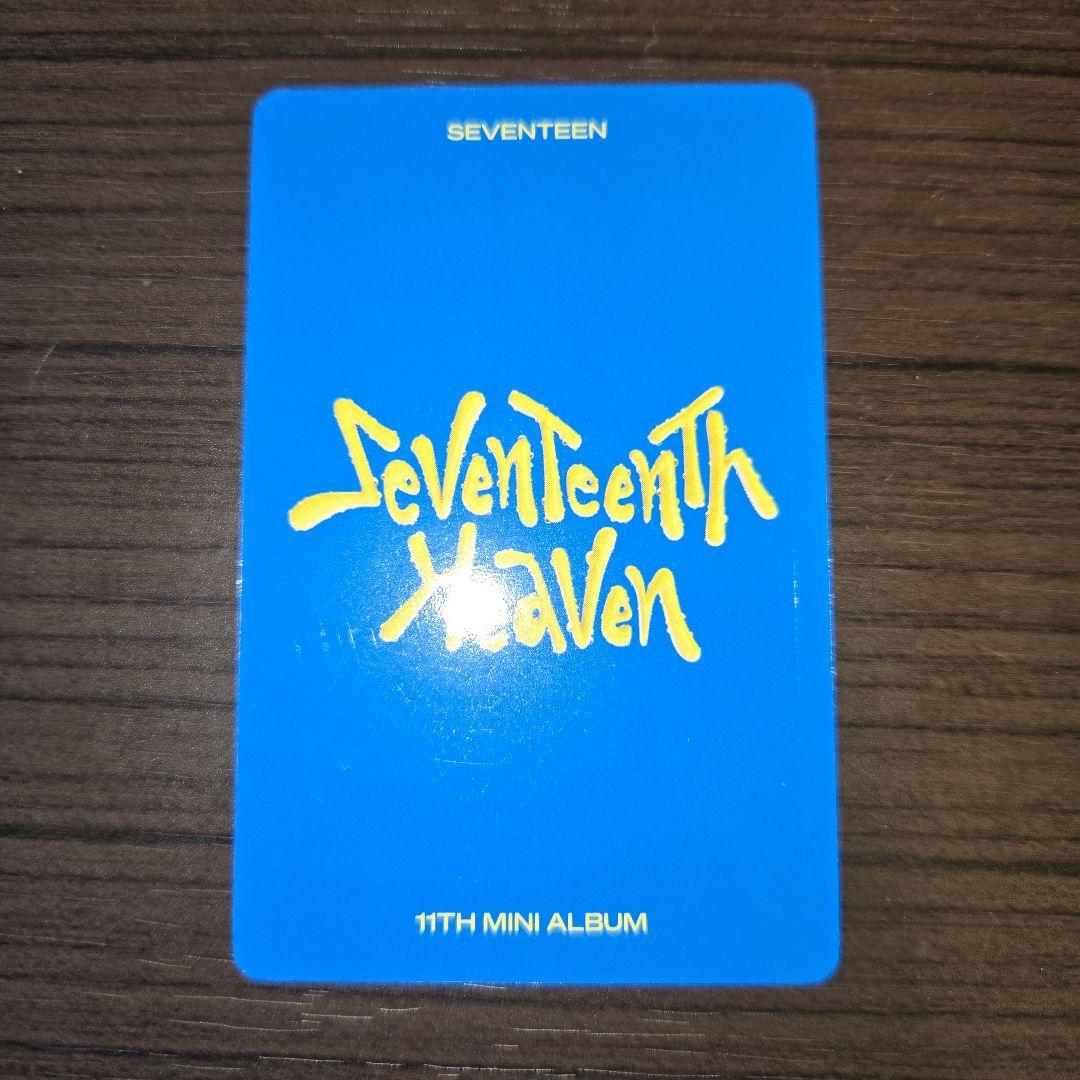 SEVENTEEN
SevenTeenTh
Heaven
11TH MINI ALBUM